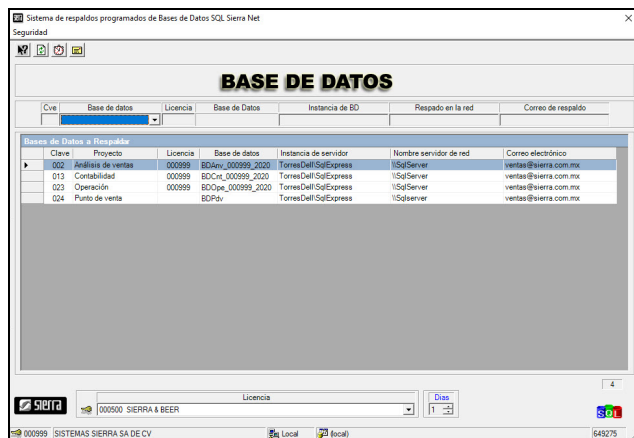 Sistema de respaldos programados de Bases de Datos SQL Sierra Net
Seguridad
BASE DE DATOS
Cve Base de datos Licencia Base de Datos Instancia de BD Respado en la red Correo de respaldo
Bases de Datos a Respaldar
Clave Proyecto Licencia Base de datos Instancia de servidor Nombre servidor de red Correo electrónico
002 Análisis de ventas 000999 BDAnv_000999_2020 TorresDell\SqlExpress \\SqlServer ventas@sierra.com.mx
013 Contabilidad 000999 BDCnt_000999_2020 TorresDell\SqlExpress \\SqlServer ventas@sierra.com.mx
023 Operación 000999 BDOpe_000999_2020 TorresDell\SqlExpress \\SqlServer ventas@sierra.com.mx
024 Punto de venta BDPdv TorresDell\SqlExpress \\Sqlserver ventas@sierra.com.mx
4
sierra
Licencia
Dias
000500 SIERRA & BEER
1
SQL
000999 SISTEMAS SIERRA SA DE CV Local (local) 649275